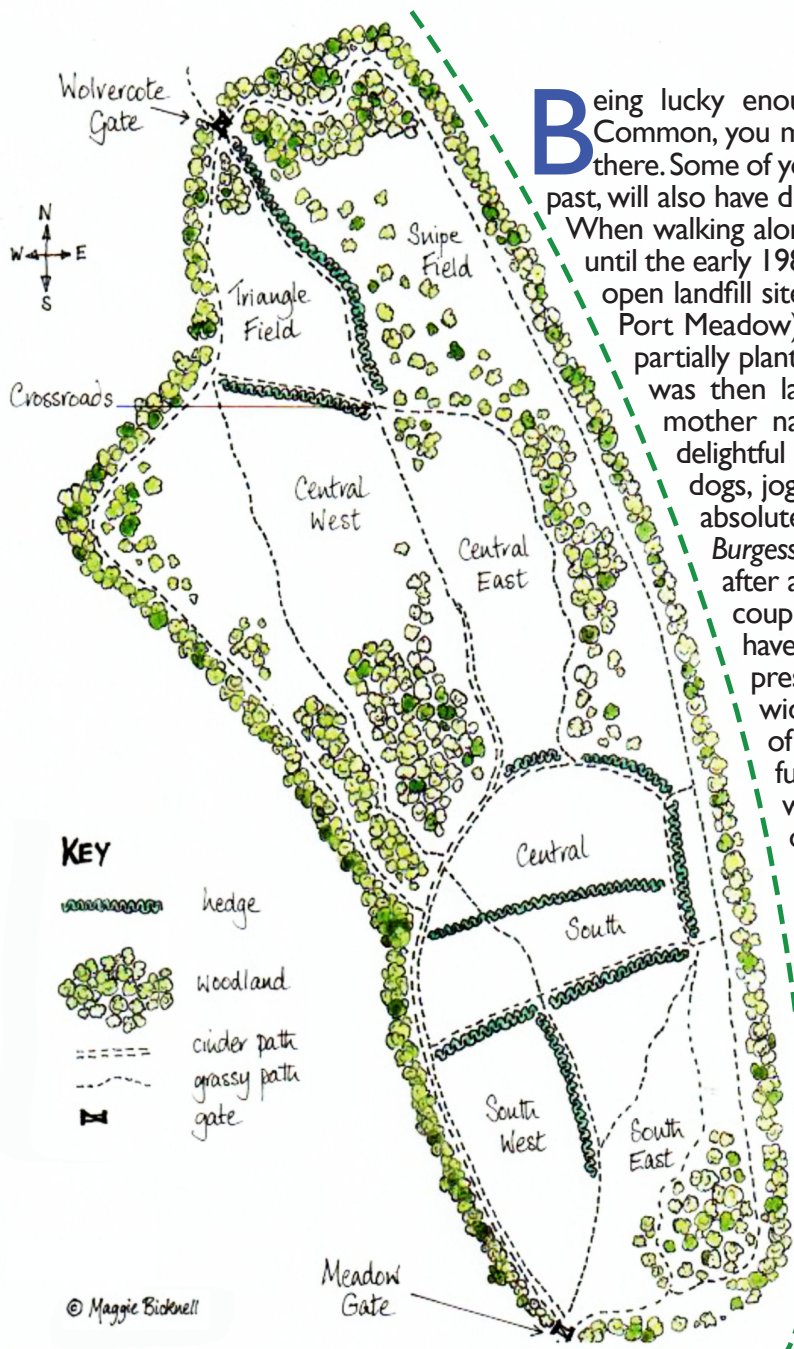 Wolvercote
Gate
N
W E
S
Snipe
Field
Triangle
Field
Crossroads
Central
West
Central
East
Central
South
South
West
South
East
Meadow
Gate
KEY
hedge
woodland
cinder path
grassy path
gate
© Maggie Bicknell
Being lucky enou
Common, you m
there. Some of yo
past, will also have d
When walking alon
until the early 198
open landfill site
Port Meadow)
partially plant
was then la
mother na
delightful
dogs, jog
absolute
Burgess
after a
coup
have
pres
wid
of
fu